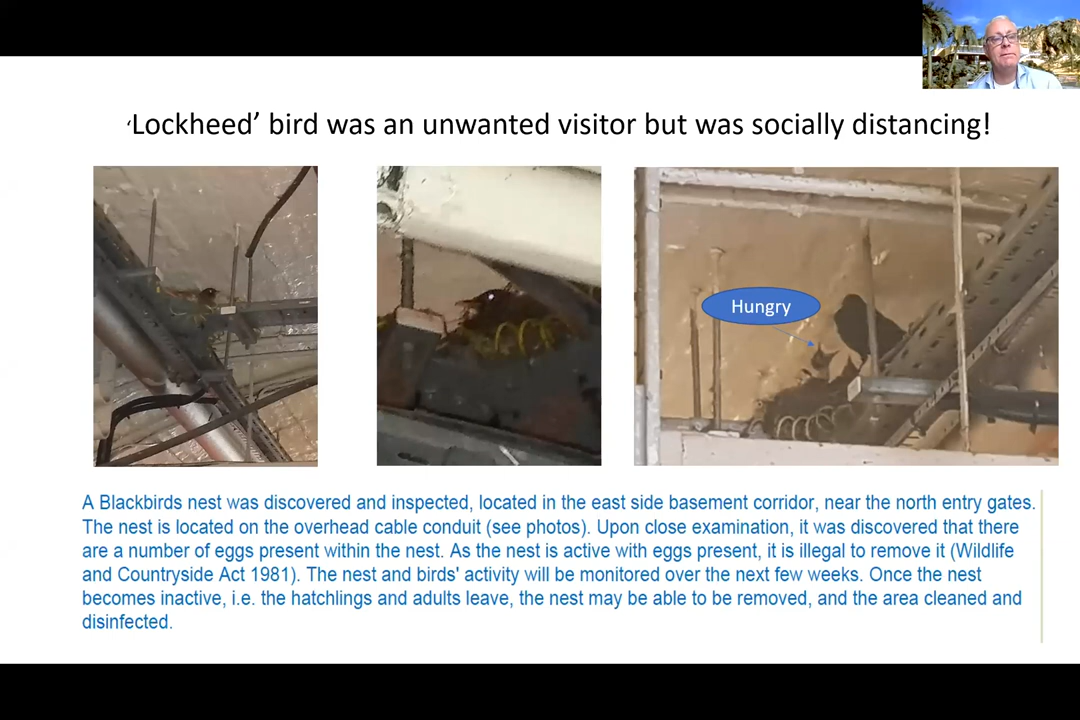 ‘Lockheed’ bird was an unwanted visitor but was socially distancing!
Hungry
A Blackbirds nest was discovered and inspected, located in the east side basement corridor, near the north entry gates.
The nest is located on the overhead cable conduit (see photos). Upon close examination, it was discovered that there
are a number of eggs present within the nest. As the nest is active with eggs present, it is illegal to remove it (Wildlife
and Countryside Act 1981). The nest and birds' activity will be monitored over the next few weeks. Once the nest
becomes inactive, i.e. the hatchlings and adults leave, the nest may be able to be removed, and the area cleaned and
disinfected.